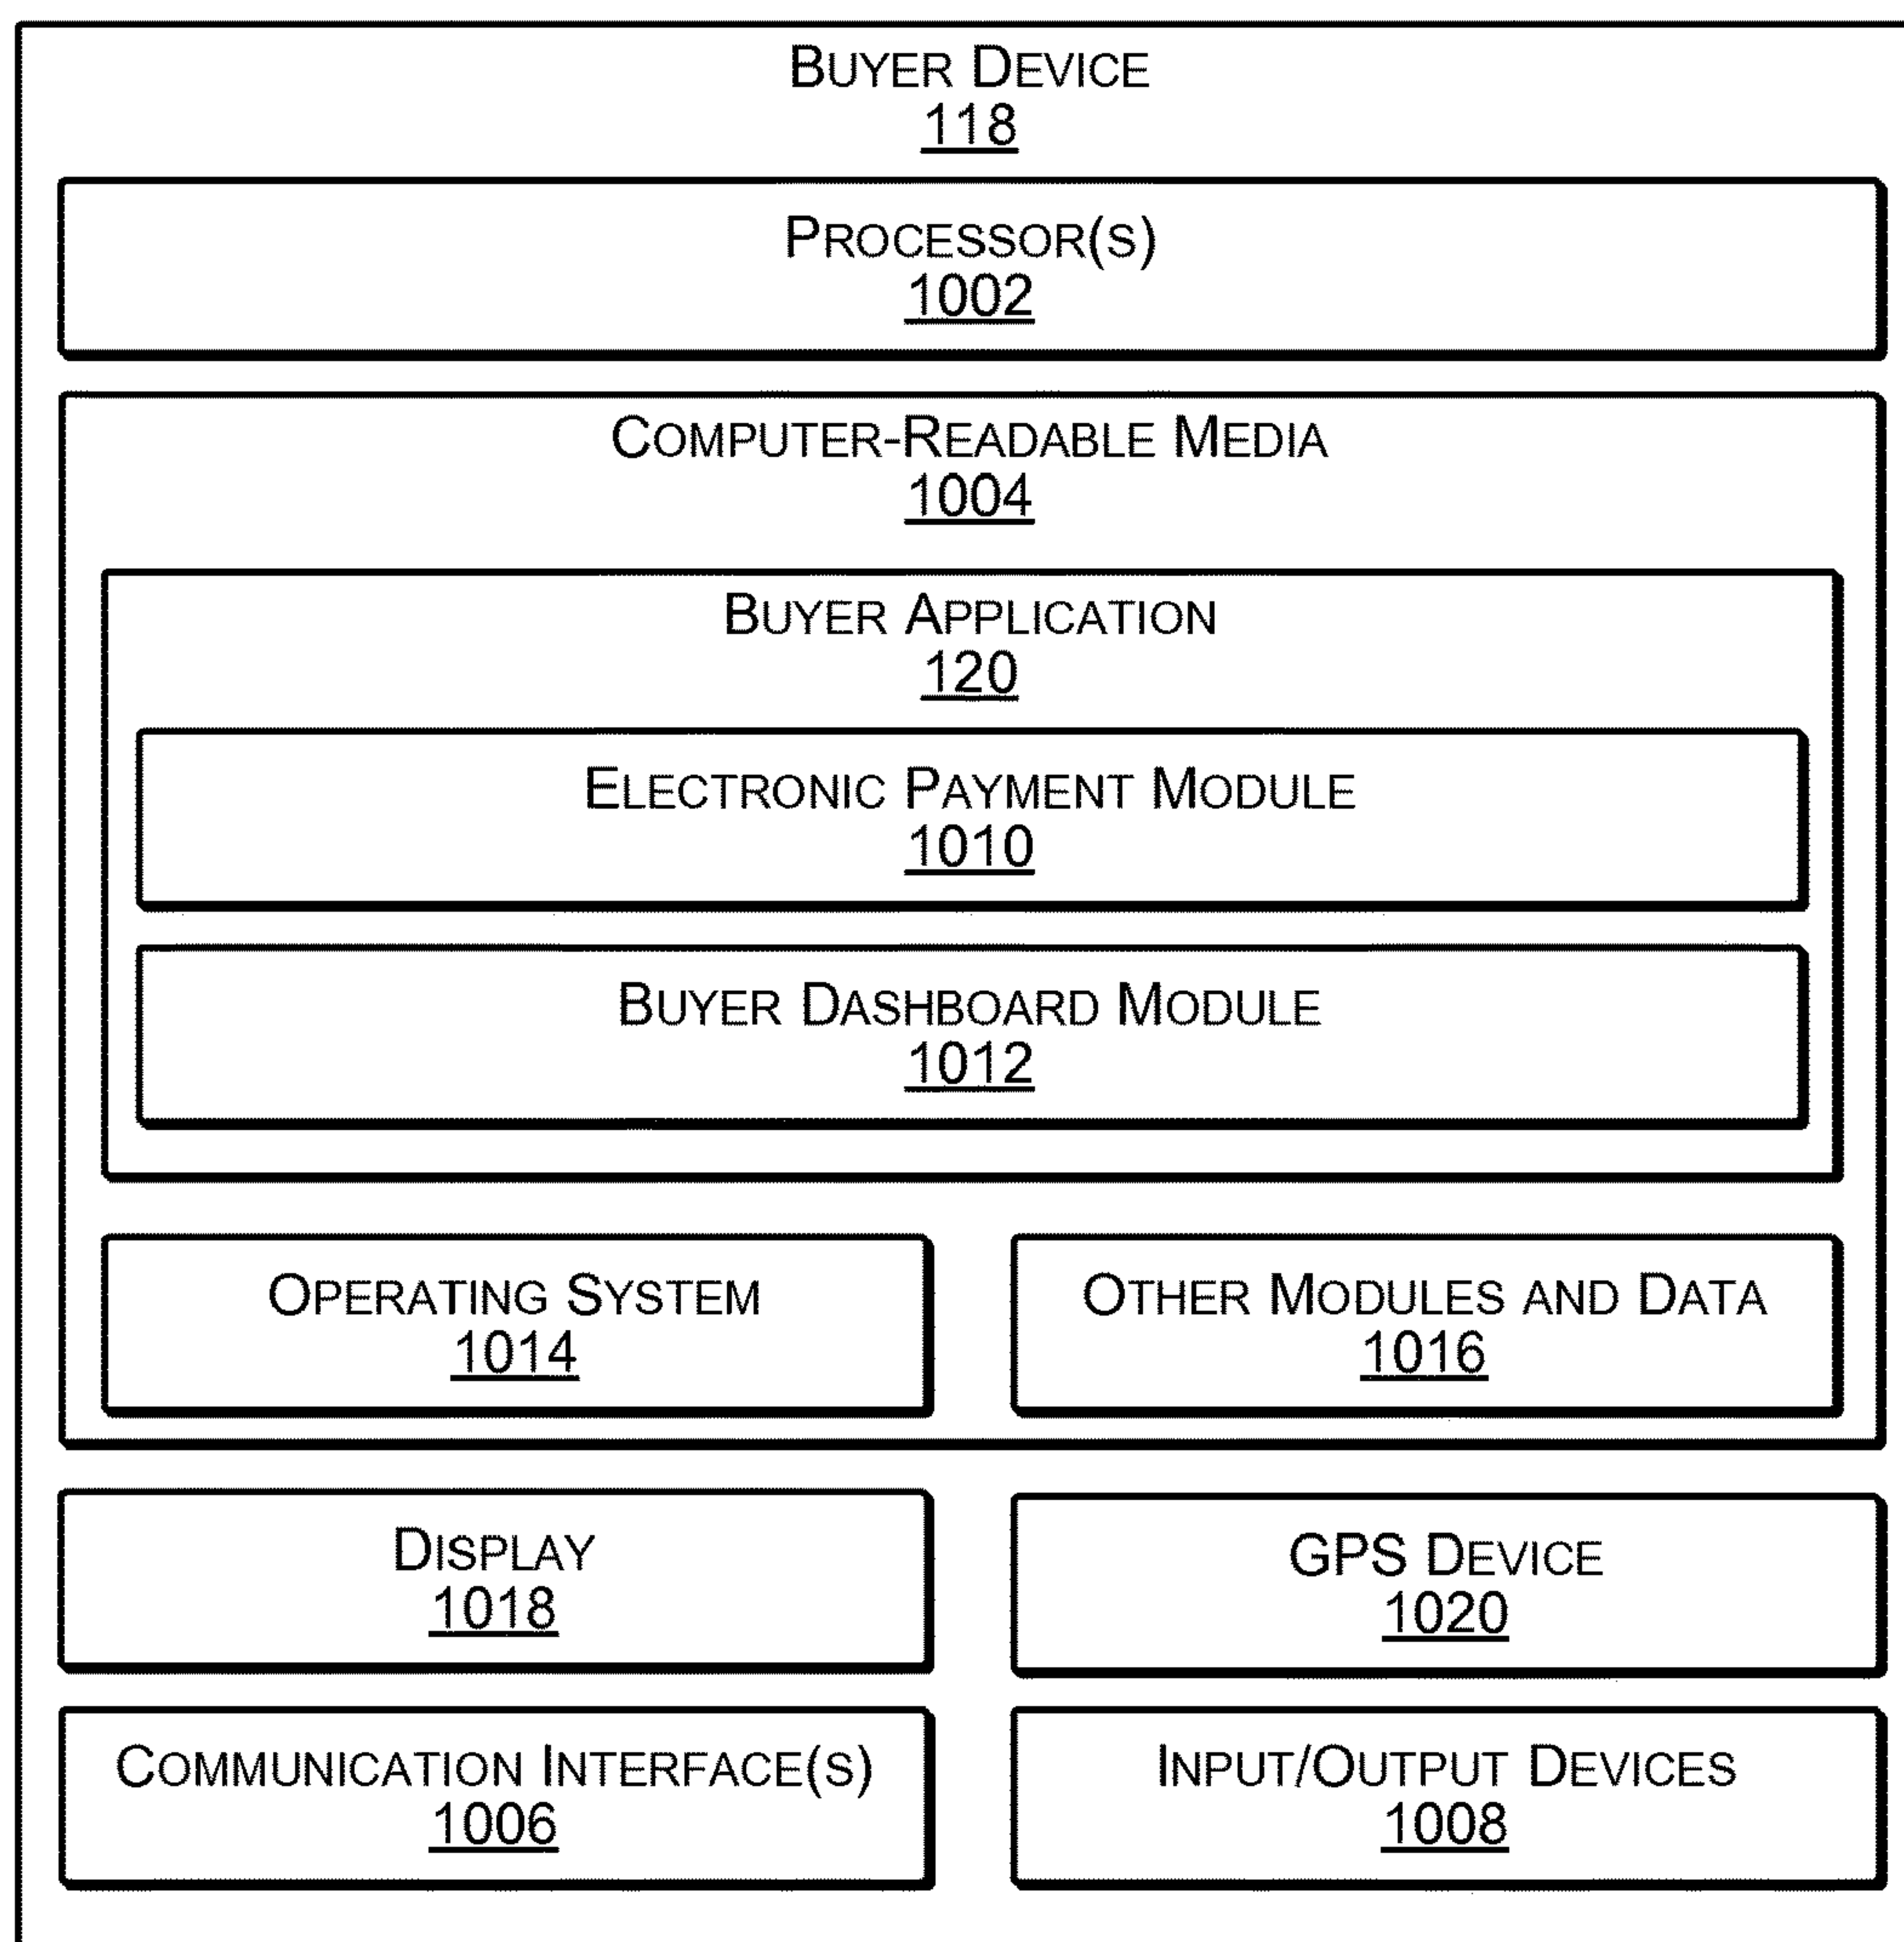 BUYER DEVICE
118
PROCESSOR(S)
1002
COMPUTER-READABLE MEDIA
1004
BUYER APPLICATION
120
ELECTRONIC PAYMENT MODULE
1010
BUYER DASHBOARD MODULE
1012
OPERATING SYSTEM
1014
OTHER MODULES AND DATA
1016
DISPLAY
1018
GPS DEVICE
1020
COMMUNICATION INTERFACE(S)
1006
INPUT/OUTPUT DEVICES
1008